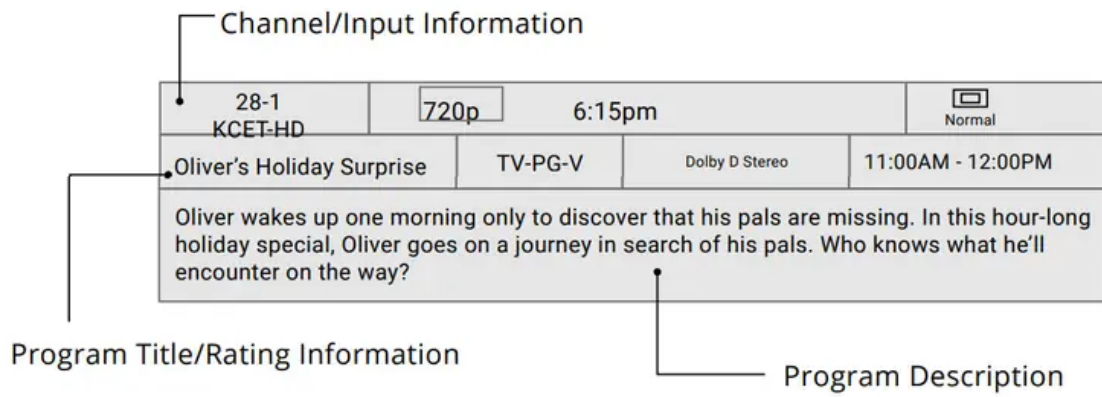 Channel/Input Information
28-1
KCET-HD
720p
6:15pm
Normal
Oliver’s Holiday Surprise
TV-PG-V
Dolby D Stereo
11:00AM - 12:00PM
Oliver wakes up one morning only to discover that his pals are missing. In this hour-long
holiday special, Oliver goes on a journey in search of his pals. Who knows what he’ll
encounter on the way?
Program Title/Rating Information
Program Description